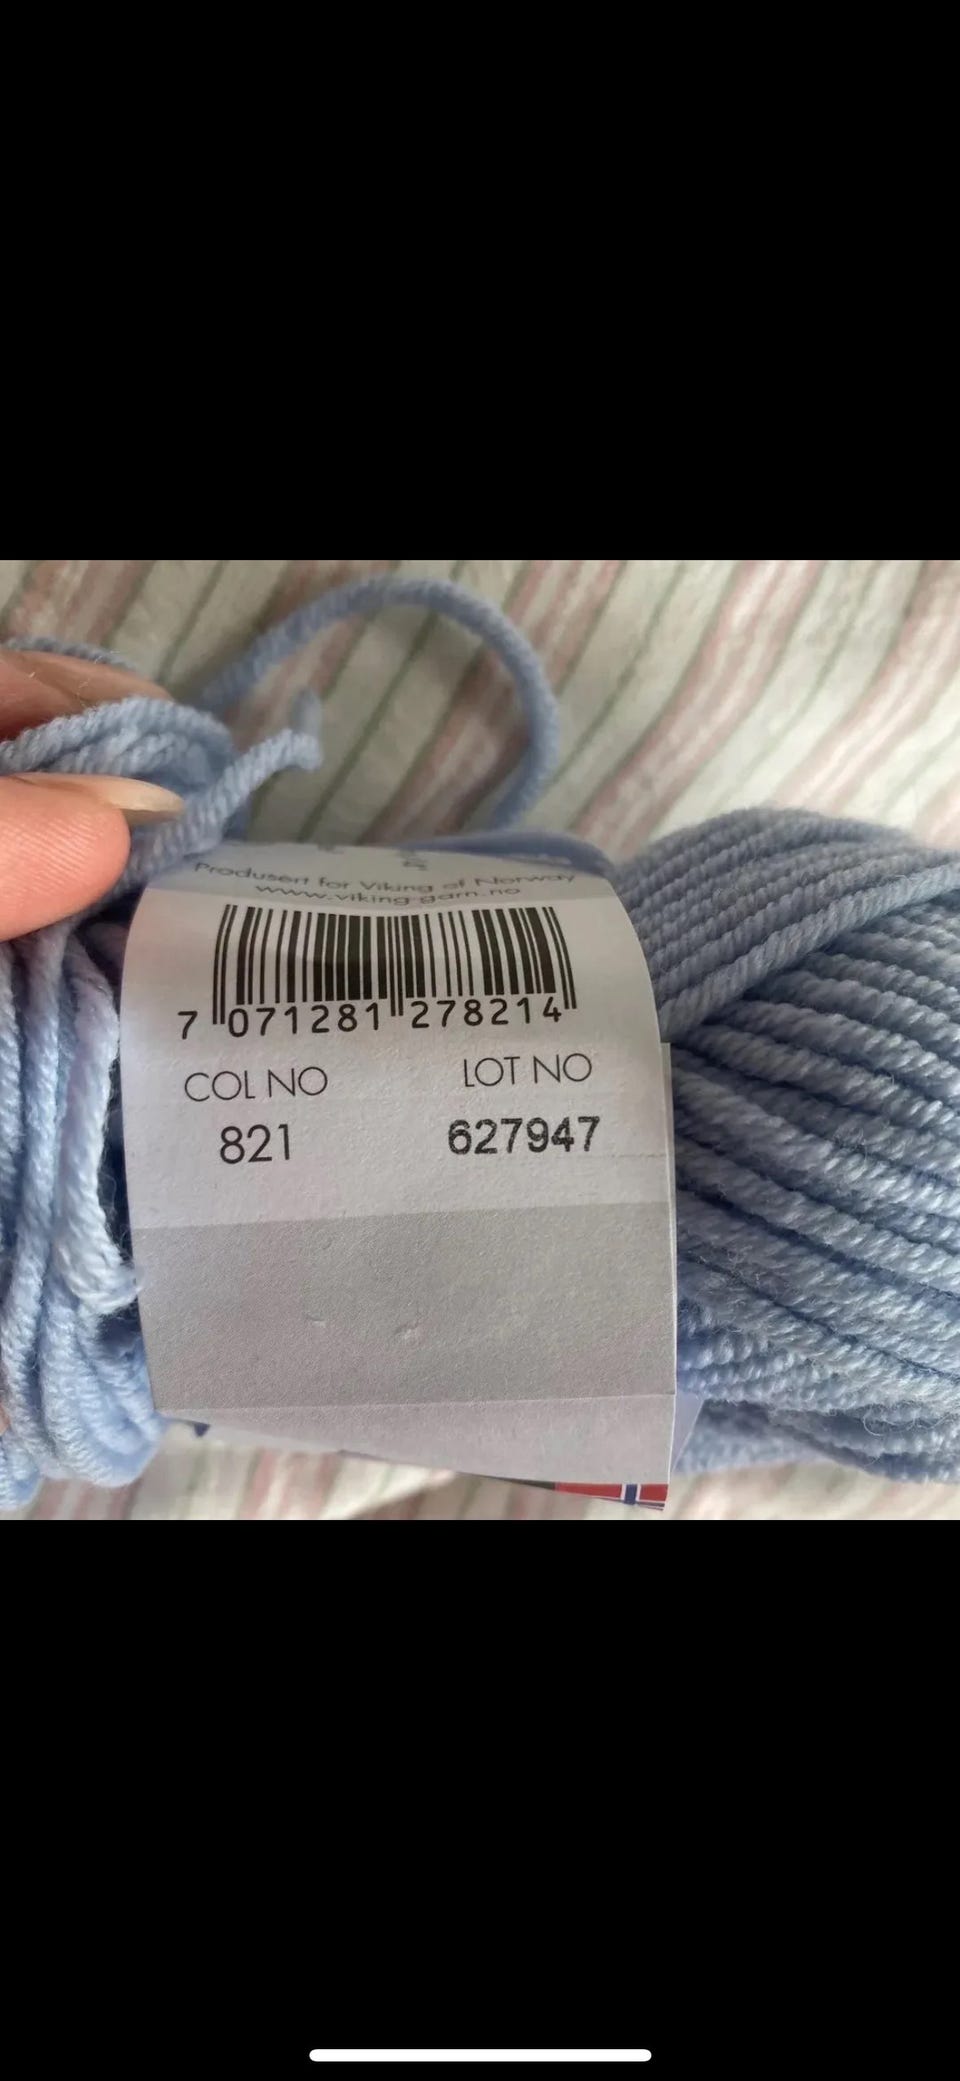 Produsert for Viking of Norway
www.viking-garn.no
7 071281 278214
COL NO LOT NO
821 627947